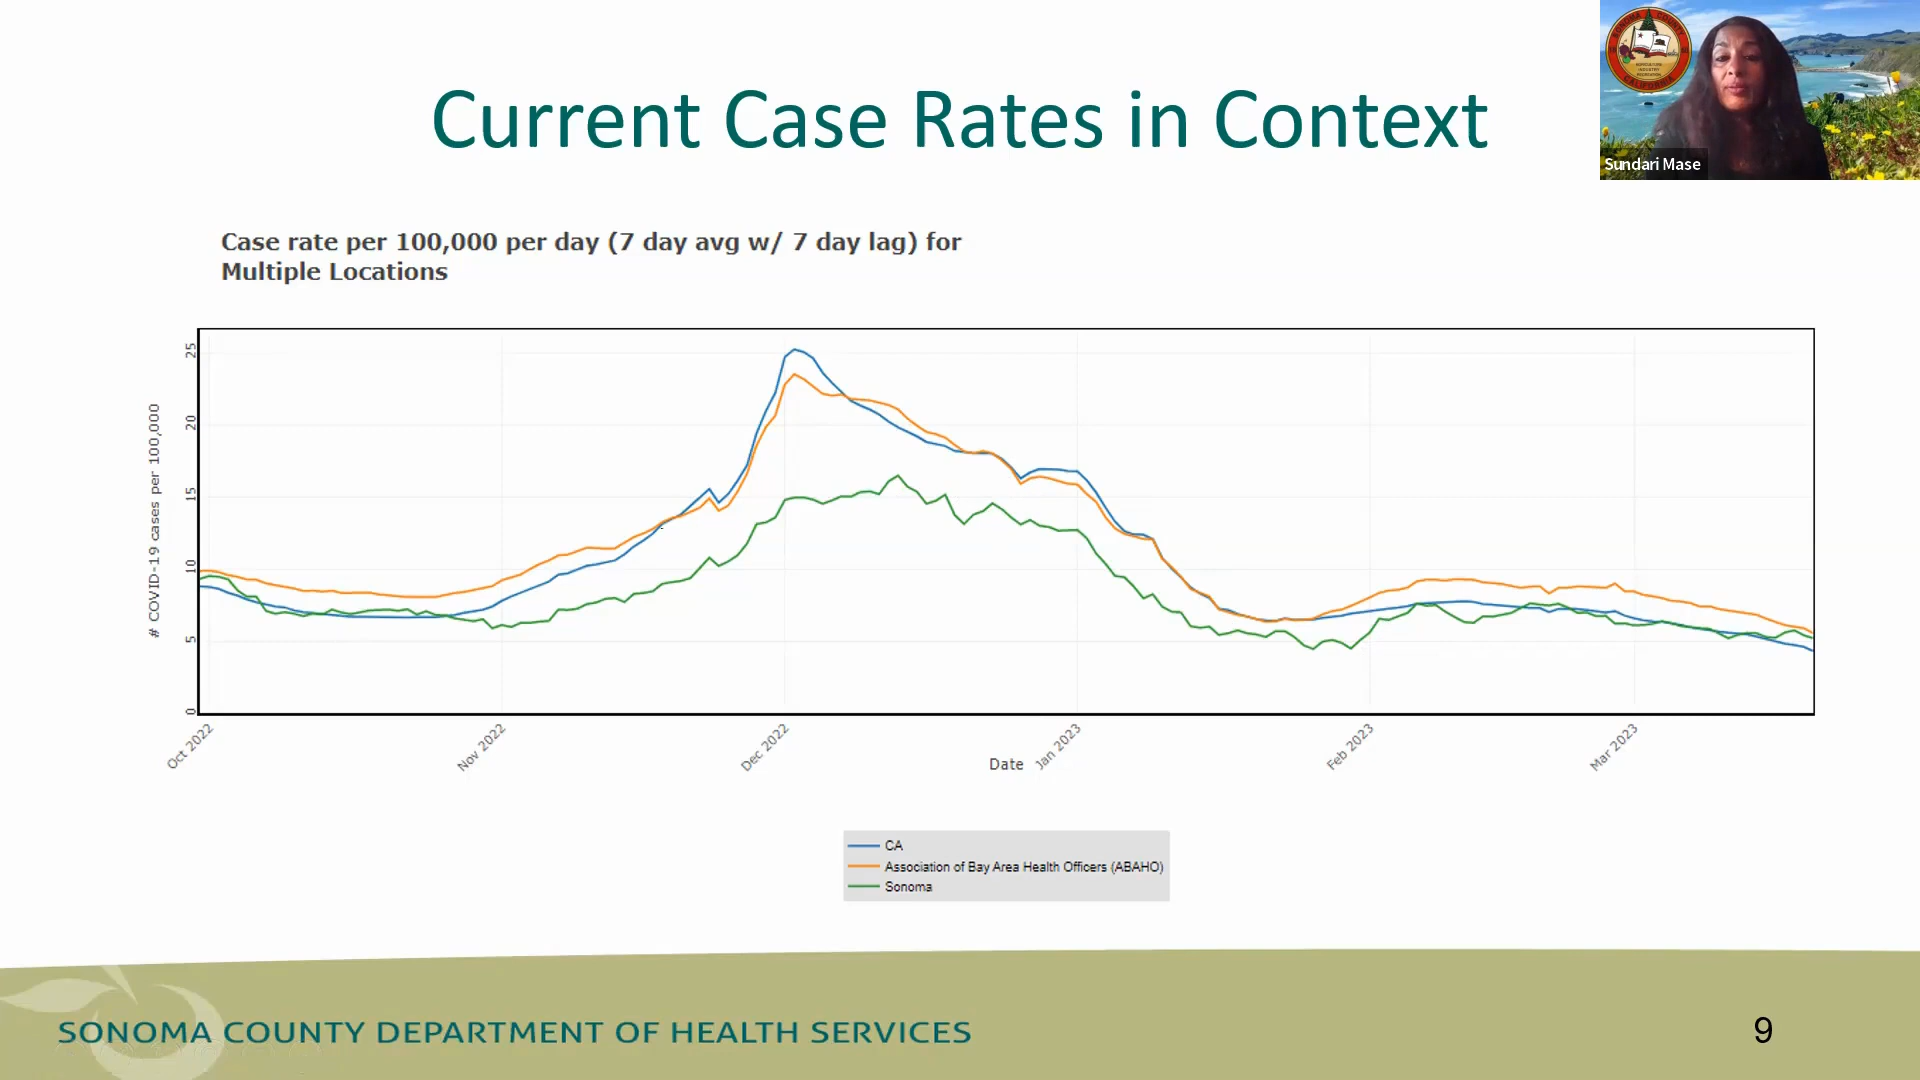 Current Case Rates in Context
SONOMA COUNTY
CALIFORNIA
Sundari Mase
Case rate per 100,000 per day (7 day avg w/ 7 day lag) for
Multiple Locations
# COVID-19 cases per 100,000
25
20
15
10
5
0
Oct 2022
Nov 2022
Dec 2022
Jan 2023
Feb 2023
Mar 2023
Date
CA
Association of Bay Area Health Officers (ABAHO)
Sonoma
SONOMA COUNTY DEPARTMENT OF HEALTH SERVICES
9